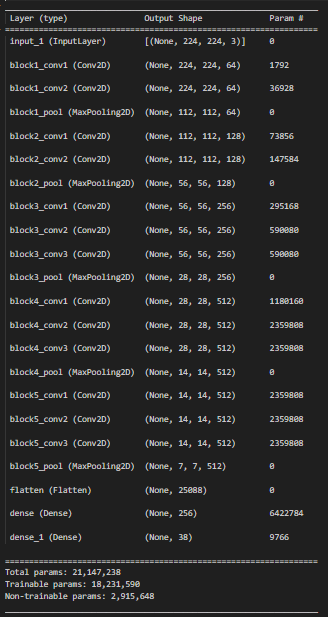 Layer (type) Output Shape Param #
input_1 (InputLayer) [(None, 224, 224, 3)] 0
block1_conv1 (Conv2D) (None, 224, 224, 64) 1792
block1_conv2 (Conv2D) (None, 224, 224, 64) 36928
block1_pool (MaxPooling2D) (None, 112, 112, 64) 0
block2_conv1 (Conv2D) (None, 112, 112, 128) 73856
block2_conv2 (Conv2D) (None, 112, 112, 128) 147584
block2_pool (MaxPooling2D) (None, 56, 56, 128) 0
block3_conv1 (Conv2D) (None, 56, 56, 256) 295168
block3_conv2 (Conv2D) (None, 56, 56, 256) 590080
block3_conv3 (Conv2D) (None, 56, 56, 256) 590080
block3_pool (MaxPooling2D) (None, 28, 28, 256) 0
block4_conv1 (Conv2D) (None, 28, 28, 512) 1180160
block4_conv2 (Conv2D) (None, 28, 28, 512) 2359808
block4_conv3 (Conv2D) (None, 28, 28, 512) 2359808
block4_pool (MaxPooling2D) (None, 14, 14, 512) 0
block5_conv1 (Conv2D) (None, 14, 14, 512) 2359808
block5_conv2 (Conv2D) (None, 14, 14, 512) 2359808
block5_conv3 (Conv2D) (None, 14, 14, 512) 2359808
block5_pool (MaxPooling2D) (None, 7, 7, 512) 0
flatten (Flatten) (None, 25088) 0
dense (Dense) (None, 256) 6422784
dense_1 (Dense) (None, 38) 9766
Total params: 21,147,238
Trainable params: 18,231,590
Non-trainable params: 2,915,648